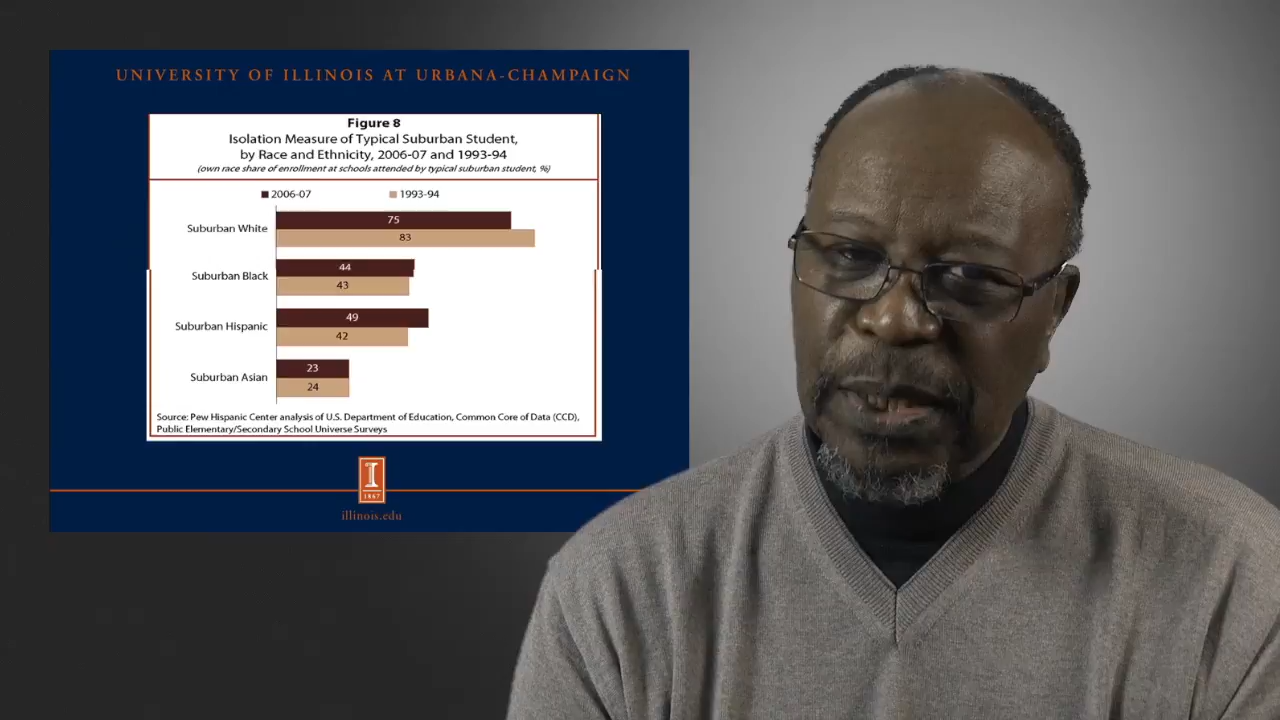 UNIVERSITY OF ILLINOIS AT URBANA-CHAMPAIGN
Figure 8
Isolation Measure of Typical Suburban Student,
by Race and Ethnicity, 2006-07 and 1993-94
(own race share of enrollment at schools attended by typical suburban student, %)
2006-07 1993-94
Suburban White
75
83
Suburban Black
44
43
Suburban Hispanic
49
42
Suburban Asian
23
24
Source: Pew Hispanic Center analysis of U.S. Department of Education, Common Core of Data (CCD),
Public Elementary/Secondary School Universe Surveys
I
1867
illinois.edu